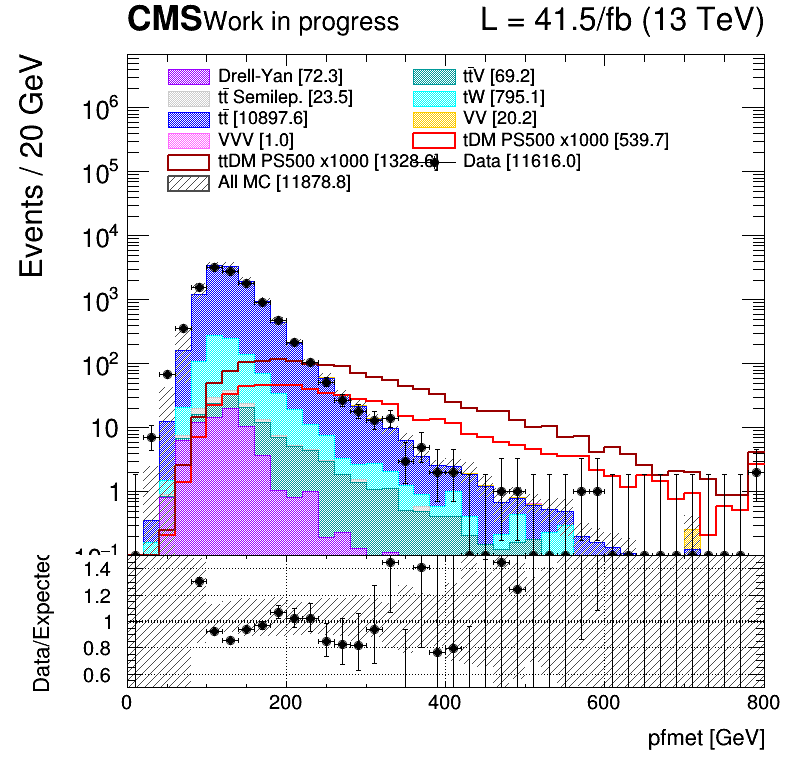 CMS Work in progress L = 41.5/fb (13 TeV)
Events / 20 GeV
Drell-Yan [72.3] tt̄V [69.2]
tt̄ Semilep. [23.5] tW [795.1]
tt̄ [10897.6] VV [20.2]
VVV [1.0] tDM PS500 x1000 [539.7]
ttDM PS500 x1000 [1328.6] Data [11616.0]
All MC [11878.8]
10⁶
10⁵
10⁴
10³
10²
10
1
10⁻¹
Data/Expected
1.4
1.2
1
0.8
0.6
0 200 400 600 800
pfmet [GeV]